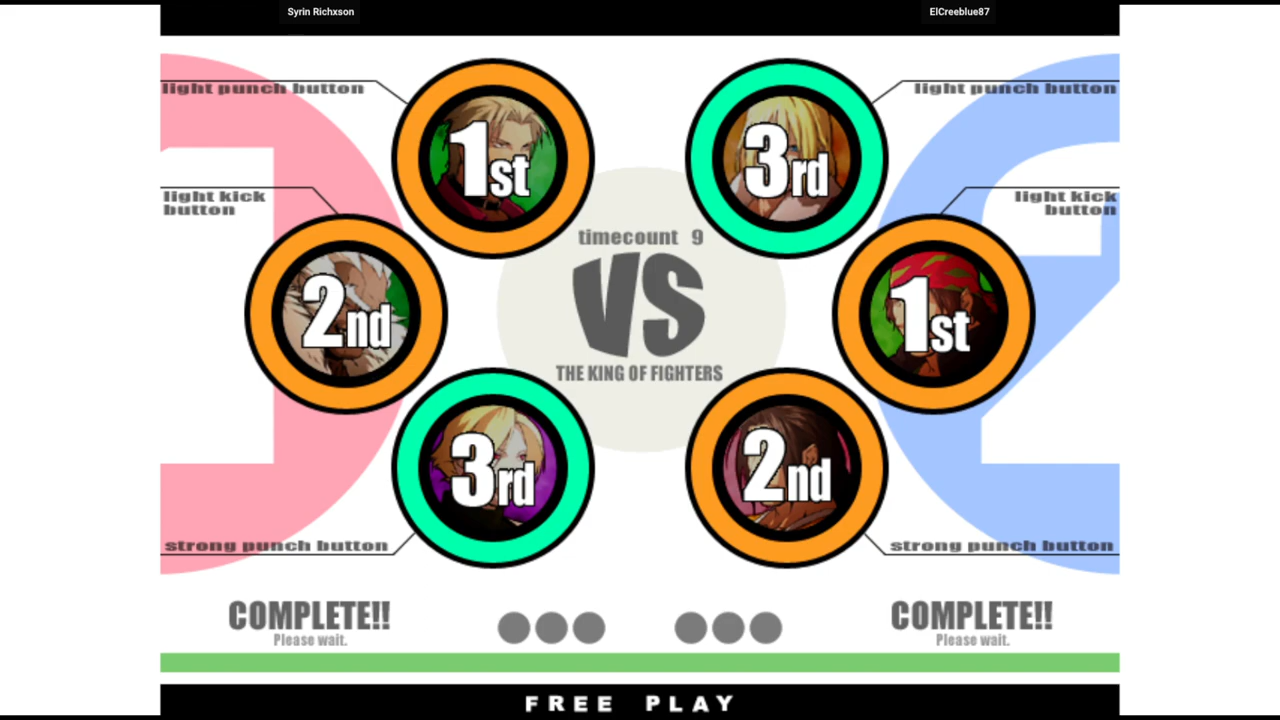 Syrin Richxson
ElCreeblue87
light punch button
light punch button
1st
3rd
light kick
button
light kick
button
timecount 9
VS
THE KING OF FIGHTERS
2nd
1st
3rd
2nd
strong punch button
strong punch button
COMPLETE!!
Please wait.
COMPLETE!!
Please wait.
FREE PLAY